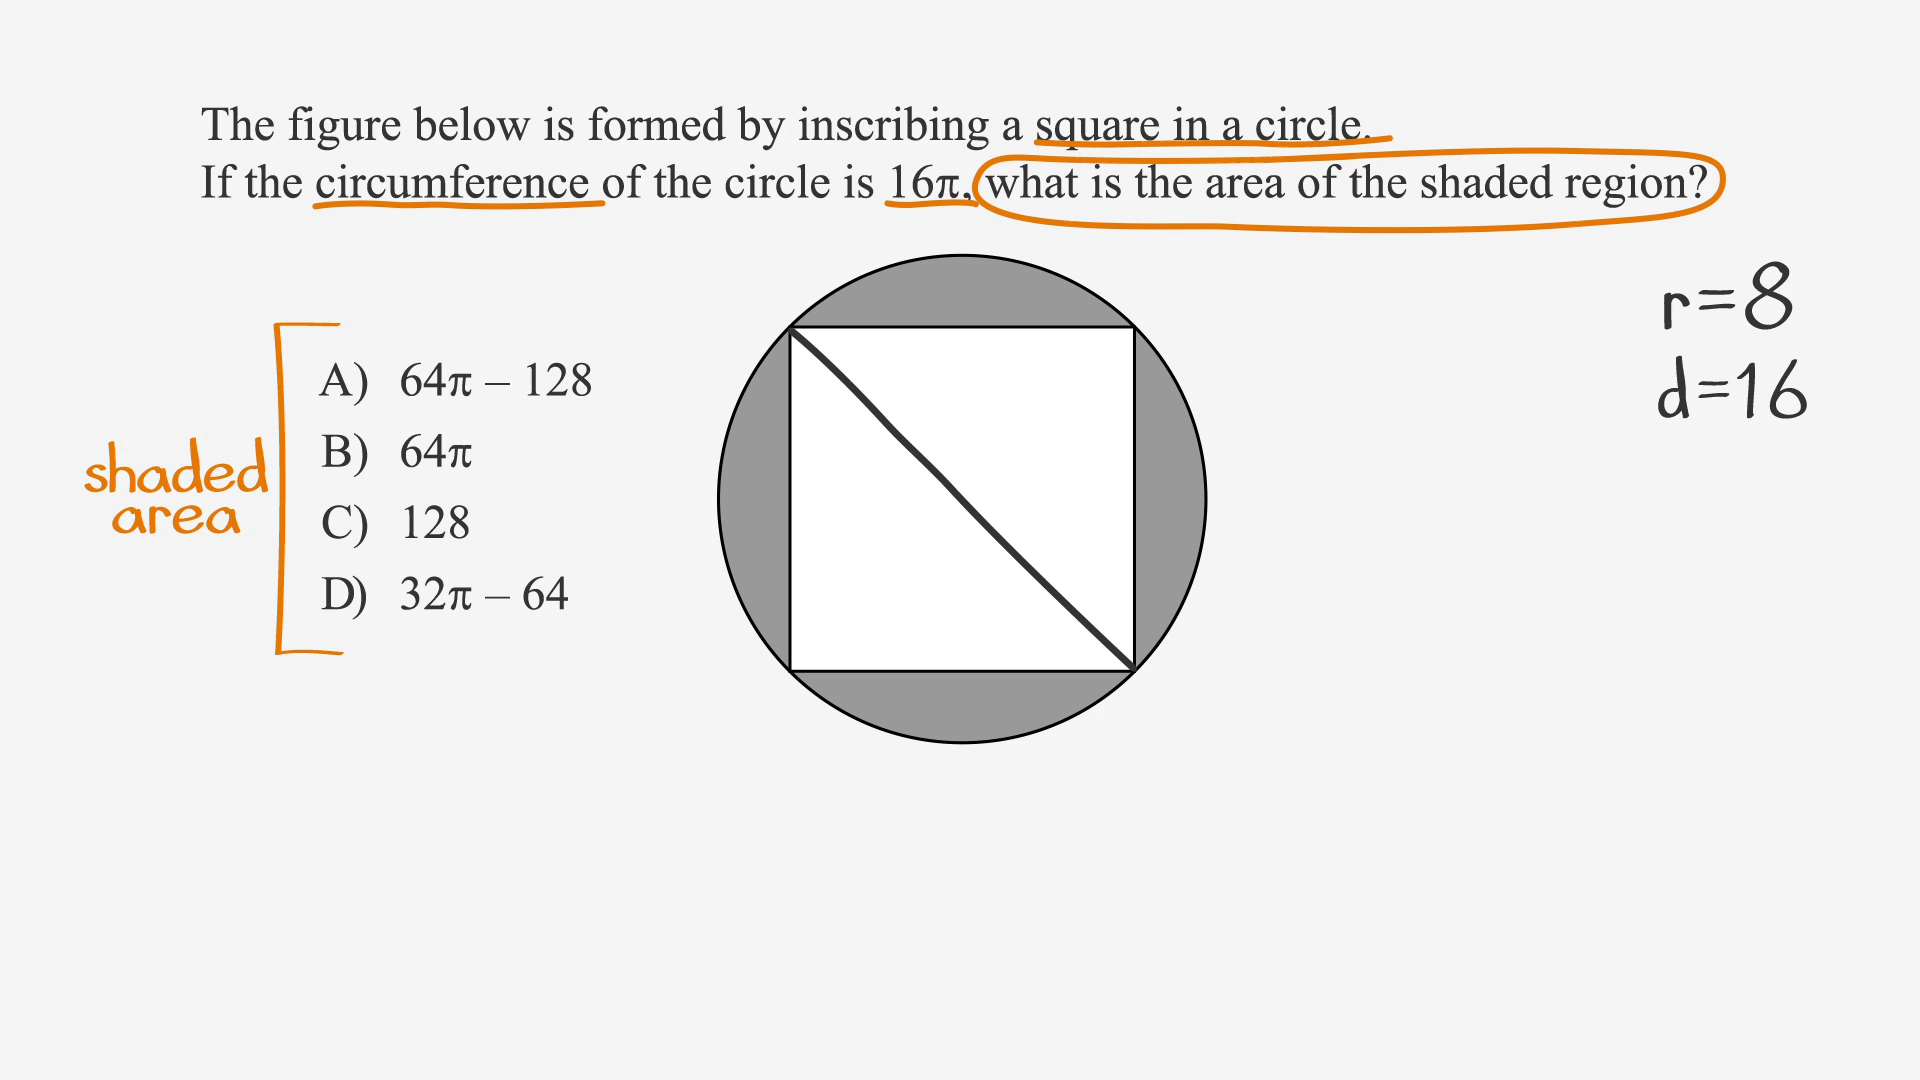 The figure below is formed by inscribing a square in a circle.
If the circumference of the circle is 16π, what is the area of the shaded region?
r=8
d=16
shaded
area
A) 64π – 128
B) 64π
C) 128
D) 32π – 64